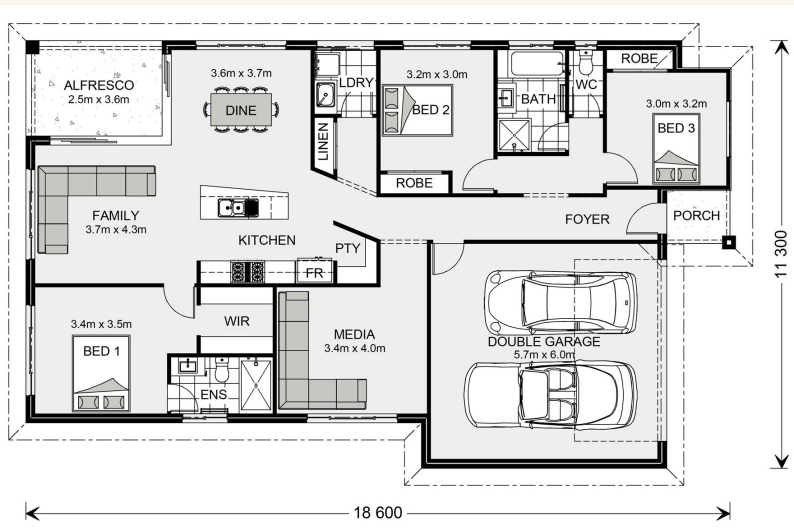 ROBE
3.6m x 3.7m
LDRY
3.2m x 3.0m
ALFRESCO
2.5m x 3.6m
WC
BATH
DINE
BED 2
3.0m x 3.2m
BED 3
LINEN
ROBE
FAMILY
3.7m x 4.3m
FOYER
PORCH
KITCHEN
PTY
FR
11 300
3.4m x 3.5m
WIR
MEDIA
3.4m x 4.0m
DOUBLE GARAGE
5.7m x 6.0m
BED 1
ENS
18 600